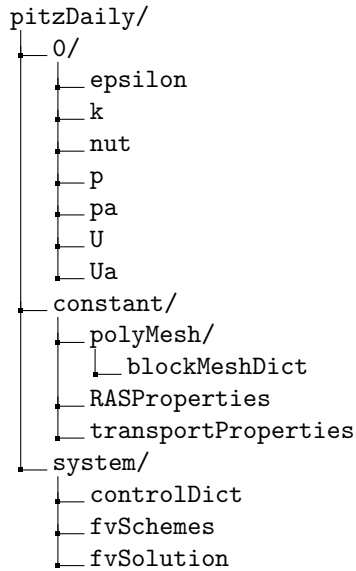 pitzDaily/
0/
epsilon
k
nut
p
pa
U
Ua
constant/
polyMesh/
blockMeshDict
RASProperties
transportProperties
system/
controlDict
fvSchemes
fvSolution